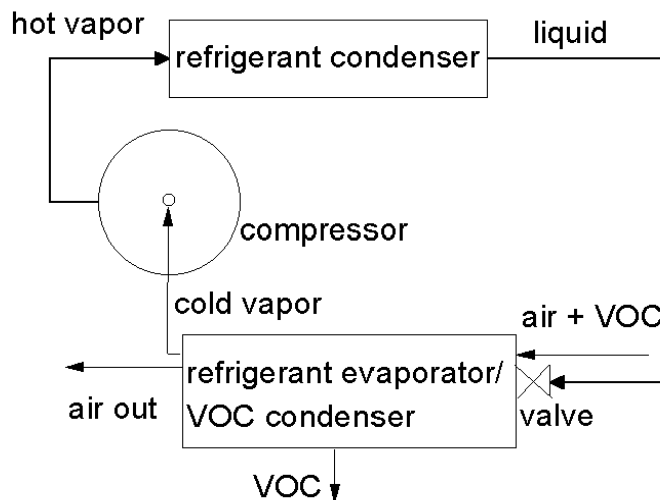 hot vapor
liquid
refrigerant condenser
compressor
cold vapor
air + VOC
refrigerant evaporator/
VOC condenser
air out
valve
VOC